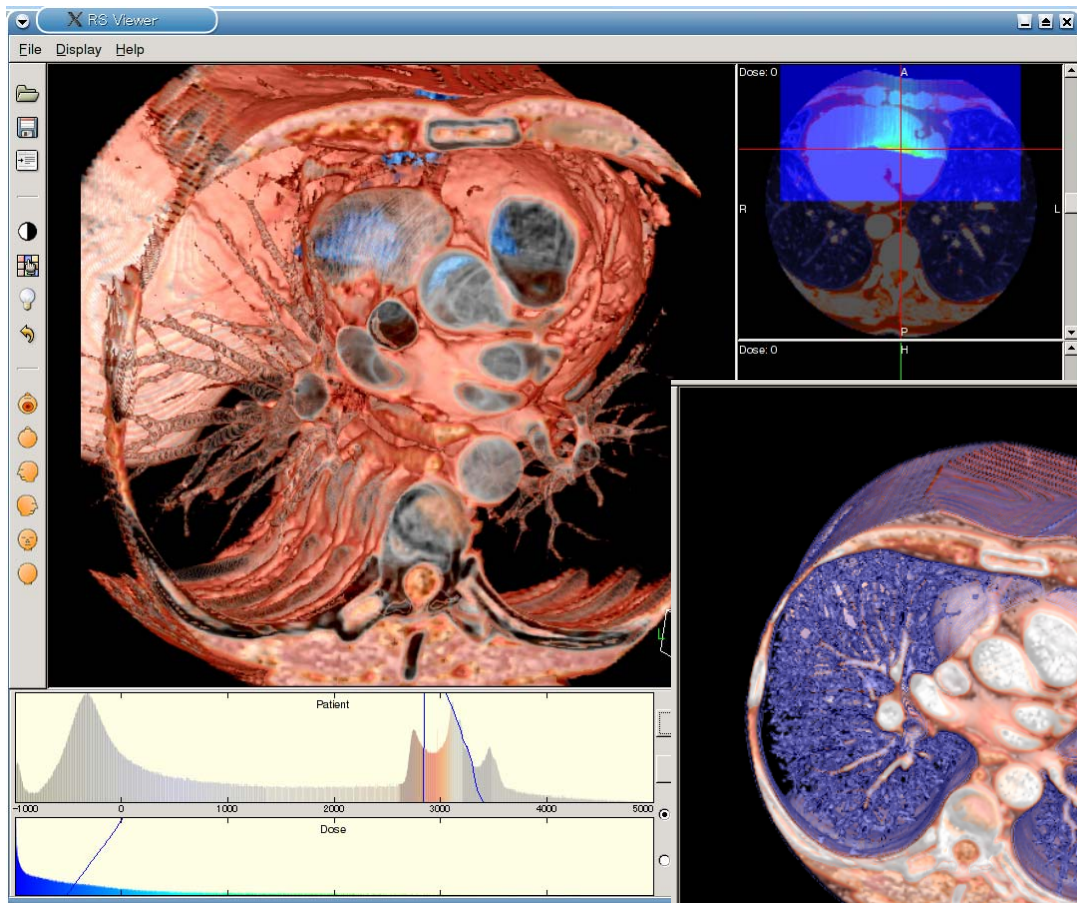 X RS Viewer
File Display Help
Dose: 0
A
R
L
P
Dose: 0
H
L
Patient
-1000 0 1000 2000 3000 4000 5000
Dose